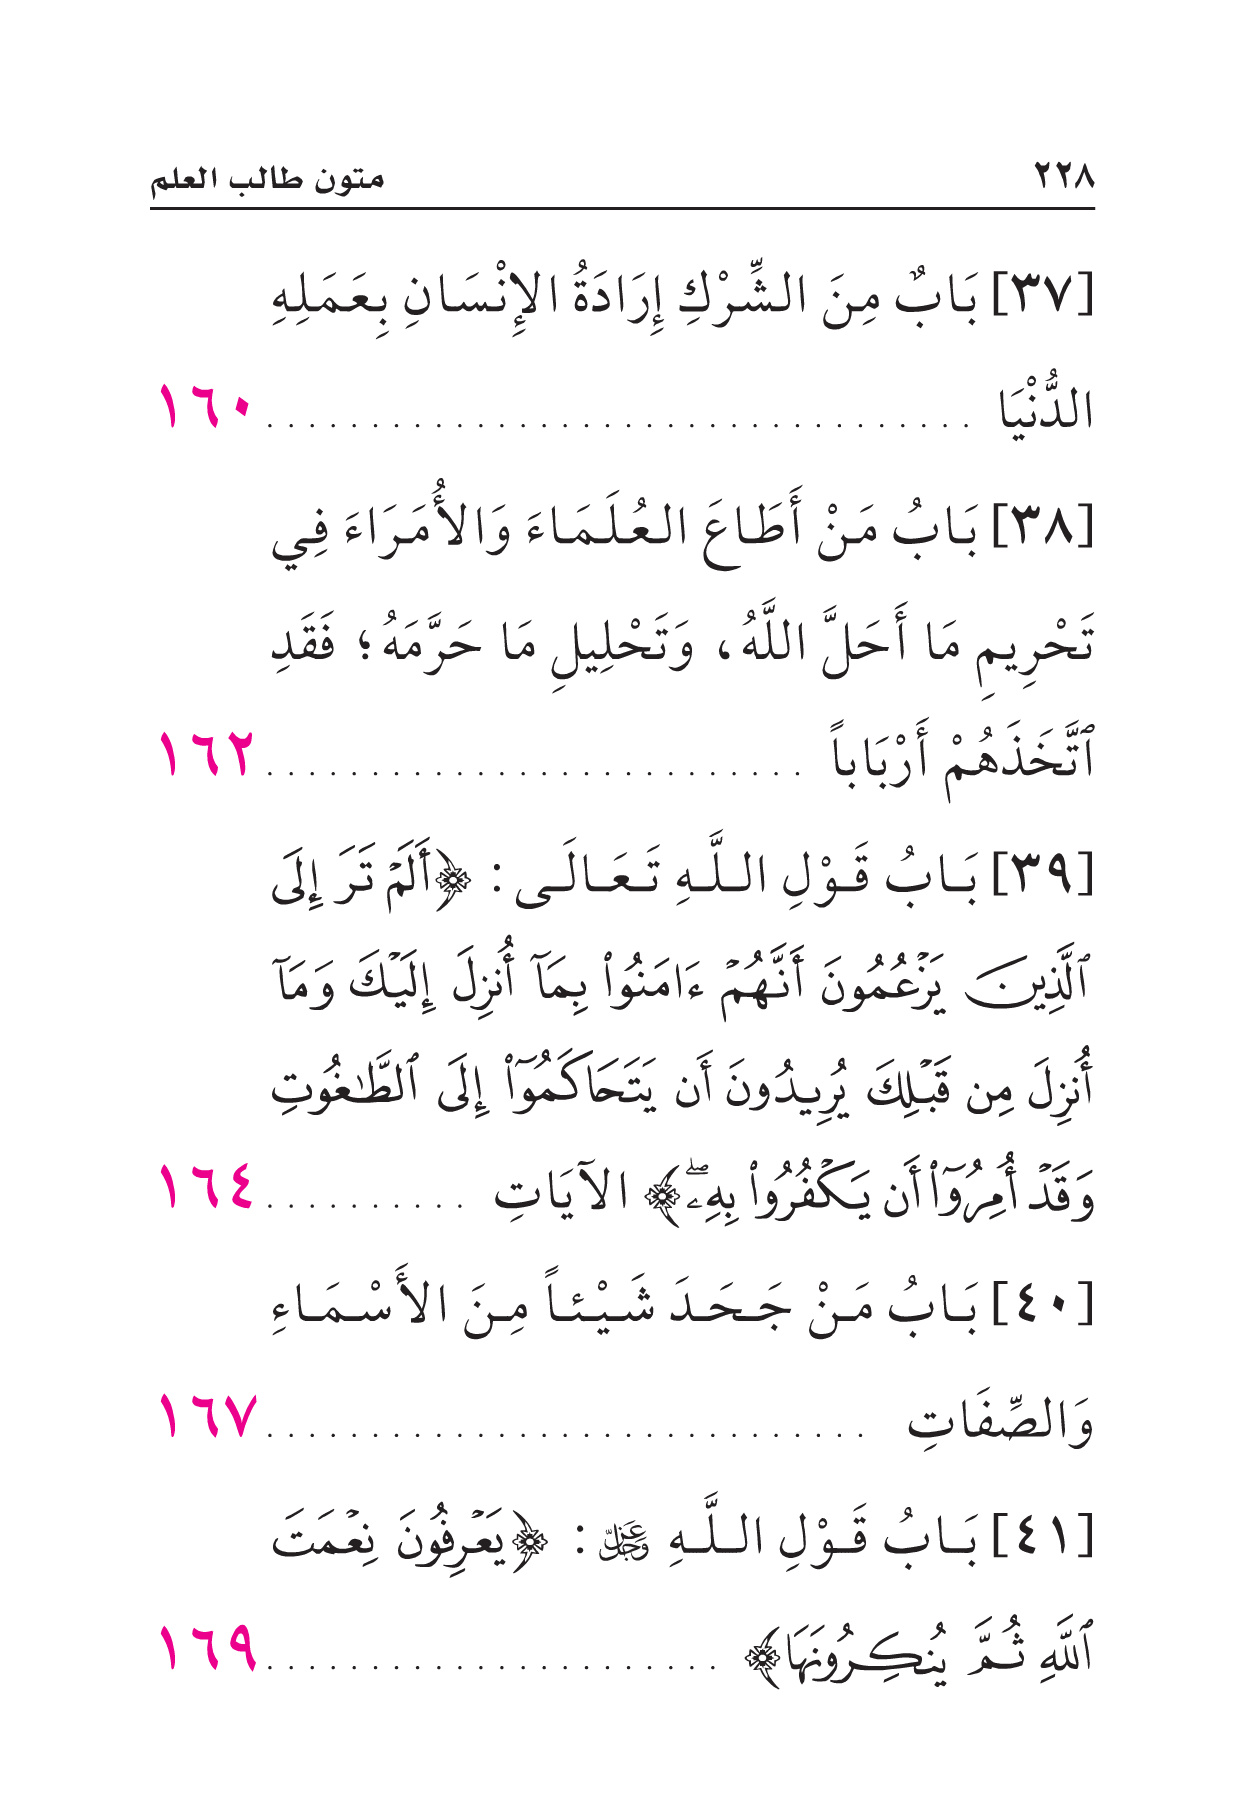 ٢٢٨ متون طالب العلم
[٣٧] بَابٌ مِنَ الشِّرْكِ إِرَادَةُ الإِنْسَانِ بِعَمَلِهِ
الدُّنْيَا ................................. ١٦٠
[٣٨] بَابُ مَنْ أَطَاعَ العُلَمَاءَ وَالأُمَرَاءَ فِي
تَحْرِيمِ مَا أَحَلَّ اللَّهُ، وَتَحْلِيلِ مَا حَرَّمَهُ؛ فَقَدِ
ٱتَّخَذَهُمْ أَرْبَاباً ......................... ١٦٢
[٣٩] بَابُ قَوْلِ اللَّهِ تَعَالَى: ﴿أَلَمۡ تَرَ إِلَى
ٱلَّذِينَ يَزۡعُمُونَ أَنَّهُمۡ ءَامَنُواْ بِمَآ أُنزِلَ إِلَيۡكَ وَمَآ
أُنزِلَ مِن قَبۡلِكَ يُرِيدُونَ أَن يَتَحَاكَمُوٓاْ إِلَى ٱلطَّٰغُوتِ
وَقَدۡ أُمِرُوٓاْ أَن يَكۡفُرُواْ بِهِۦۖ﴾ الآيَاتِ .......... ١٦٤
[٤٠] بَابُ مَنْ جَحَدَ شَيْئاً مِنَ الأَسْمَاءِ
وَالصِّفَاتِ ............................ ١٦٧
[٤١] بَابُ قَوْلِ اللَّهِ عَزَّ وَجَلَّ: ﴿يَعۡرِفُونَ نِعۡمَتَ
ٱللَّهِ ثُمَّ يُنكِرُونَهَا﴾ ...................... ١٦٩